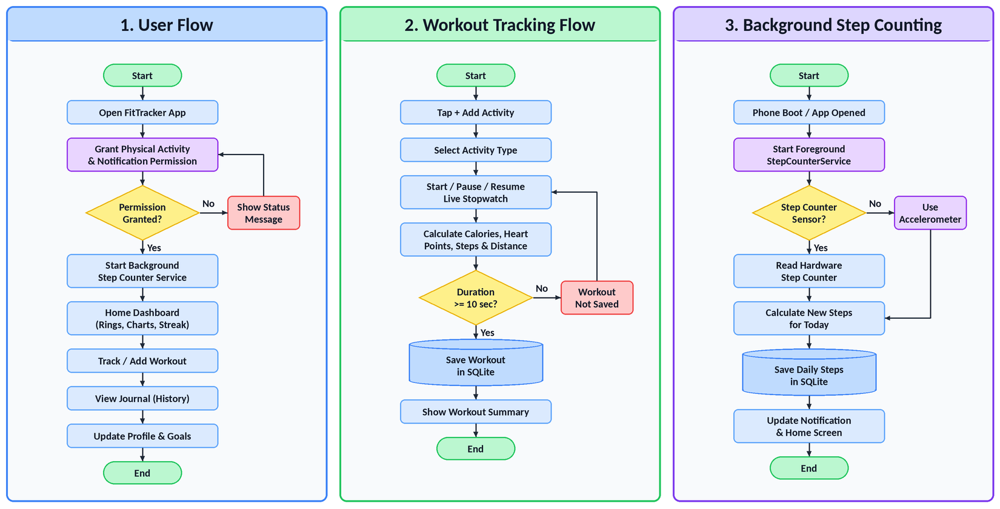 1. User Flow
Start
Open FitTracker App
Grant Physical Activity
& Notification Permission
Permission
Granted?
No
Show Status
Message
Yes
Start Background
Step Counter Service
Home Dashboard
(Rings, Charts, Streak)
Track / Add Workout
View Journal (History)
Update Profile & Goals
End
2. Workout Tracking Flow
Start
Tap + Add Activity
Select Activity Type
Start / Pause / Resume
Live Stopwatch
Calculate Calories, Heart
Points, Steps & Distance
Duration
>= 10 sec?
No
Workout
Not Saved
Yes
Save Workout
in SQLite
Show Workout Summary
End
3. Background Step Counting
Start
Phone Boot / App Opened
Start Foreground
StepCounterService
Step Counter
Sensor?
No
Use
Accelerometer
Yes
Read Hardware
Step Counter
Calculate New Steps
for Today
Save Daily Steps
in SQLite
Update Notification
& Home Screen
End